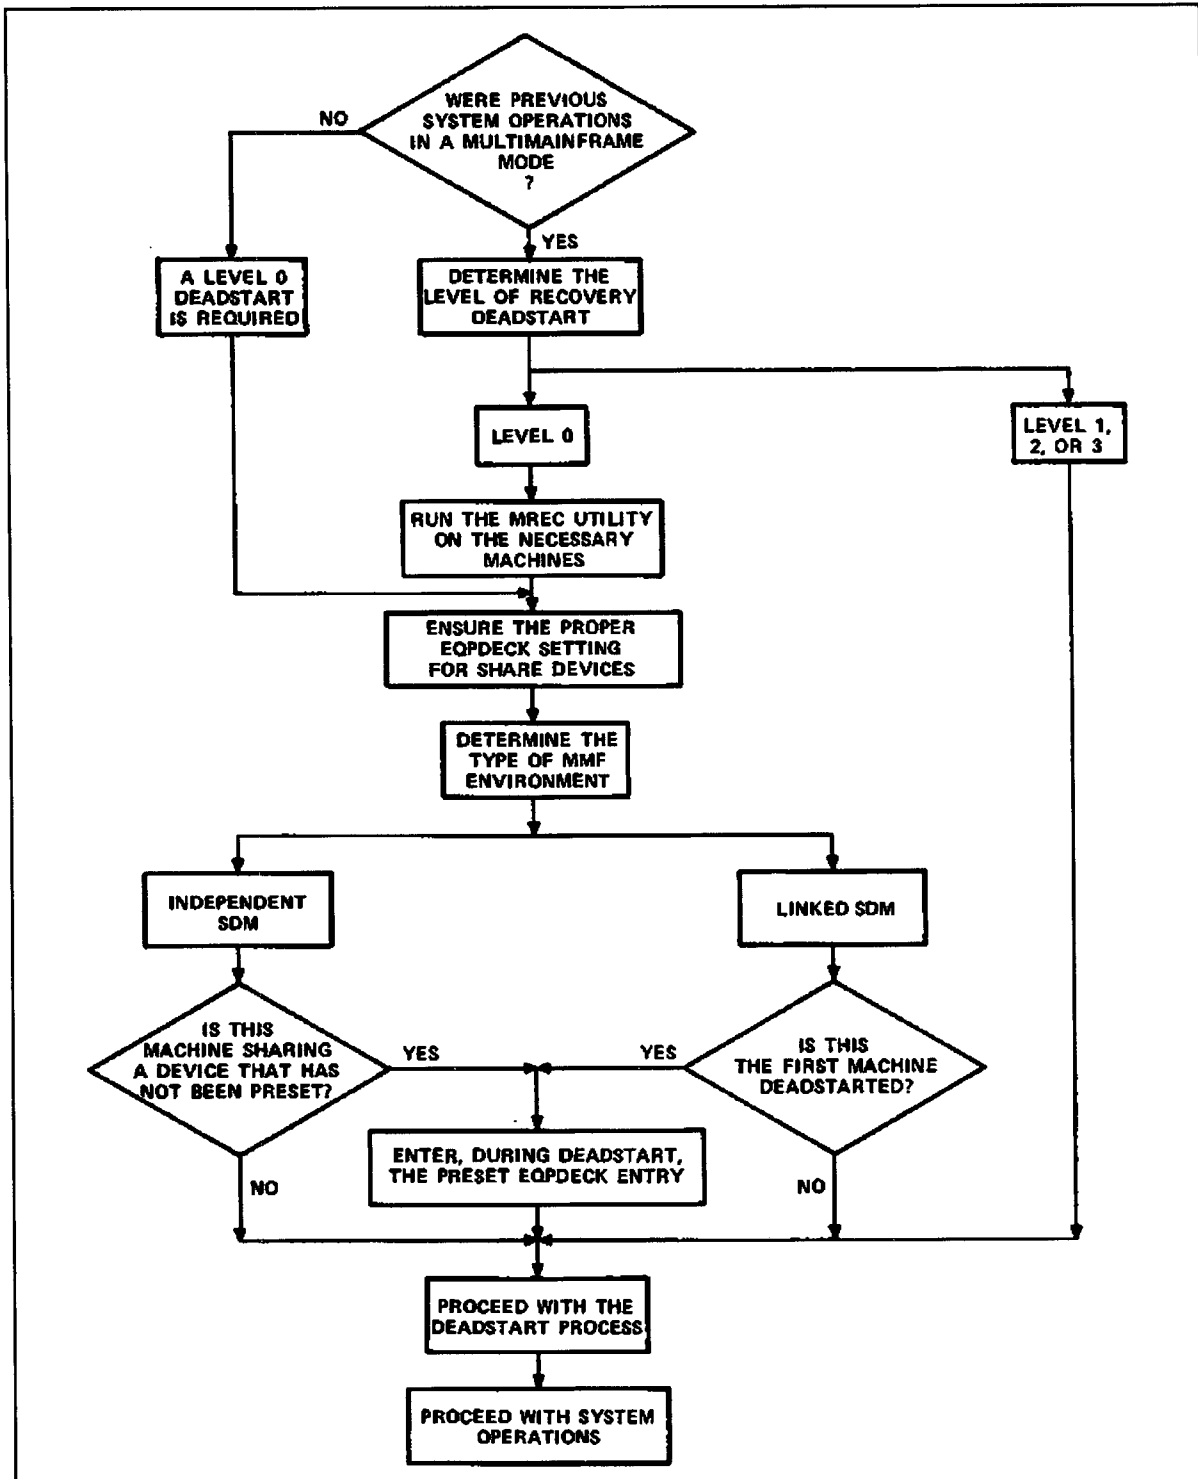 WERE PREVIOUS
SYSTEM OPERATIONS
IN A MULTIMAINFRAME
MODE
?
NO
YES
A LEVEL 0
DEADSTART
IS REQUIRED
DETERMINE THE
LEVEL OF RECOVERY
DEADSTART
LEVEL 0
LEVEL 1,
2, OR 3
RUN THE MREC UTILITY
ON THE NECESSARY
MACHINES
ENSURE THE PROPER
EQPDECK SETTING
FOR SHARE DEVICES
DETERMINE THE
TYPE OF MMF
ENVIRONMENT
INDEPENDENT
SDM
LINKED SDM
IS THIS
MACHINE SHARING
A DEVICE THAT HAS
NOT BEEN PRESET?
YES
YES
IS THIS
THE FIRST MACHINE
DEADSTARTED?
ENTER, DURING DEADSTART,
THE PRESET EQPDECK ENTRY
NO
NO
PROCEED WITH THE
DEADSTART PROCESS
PROCEED WITH SYSTEM
OPERATIONS